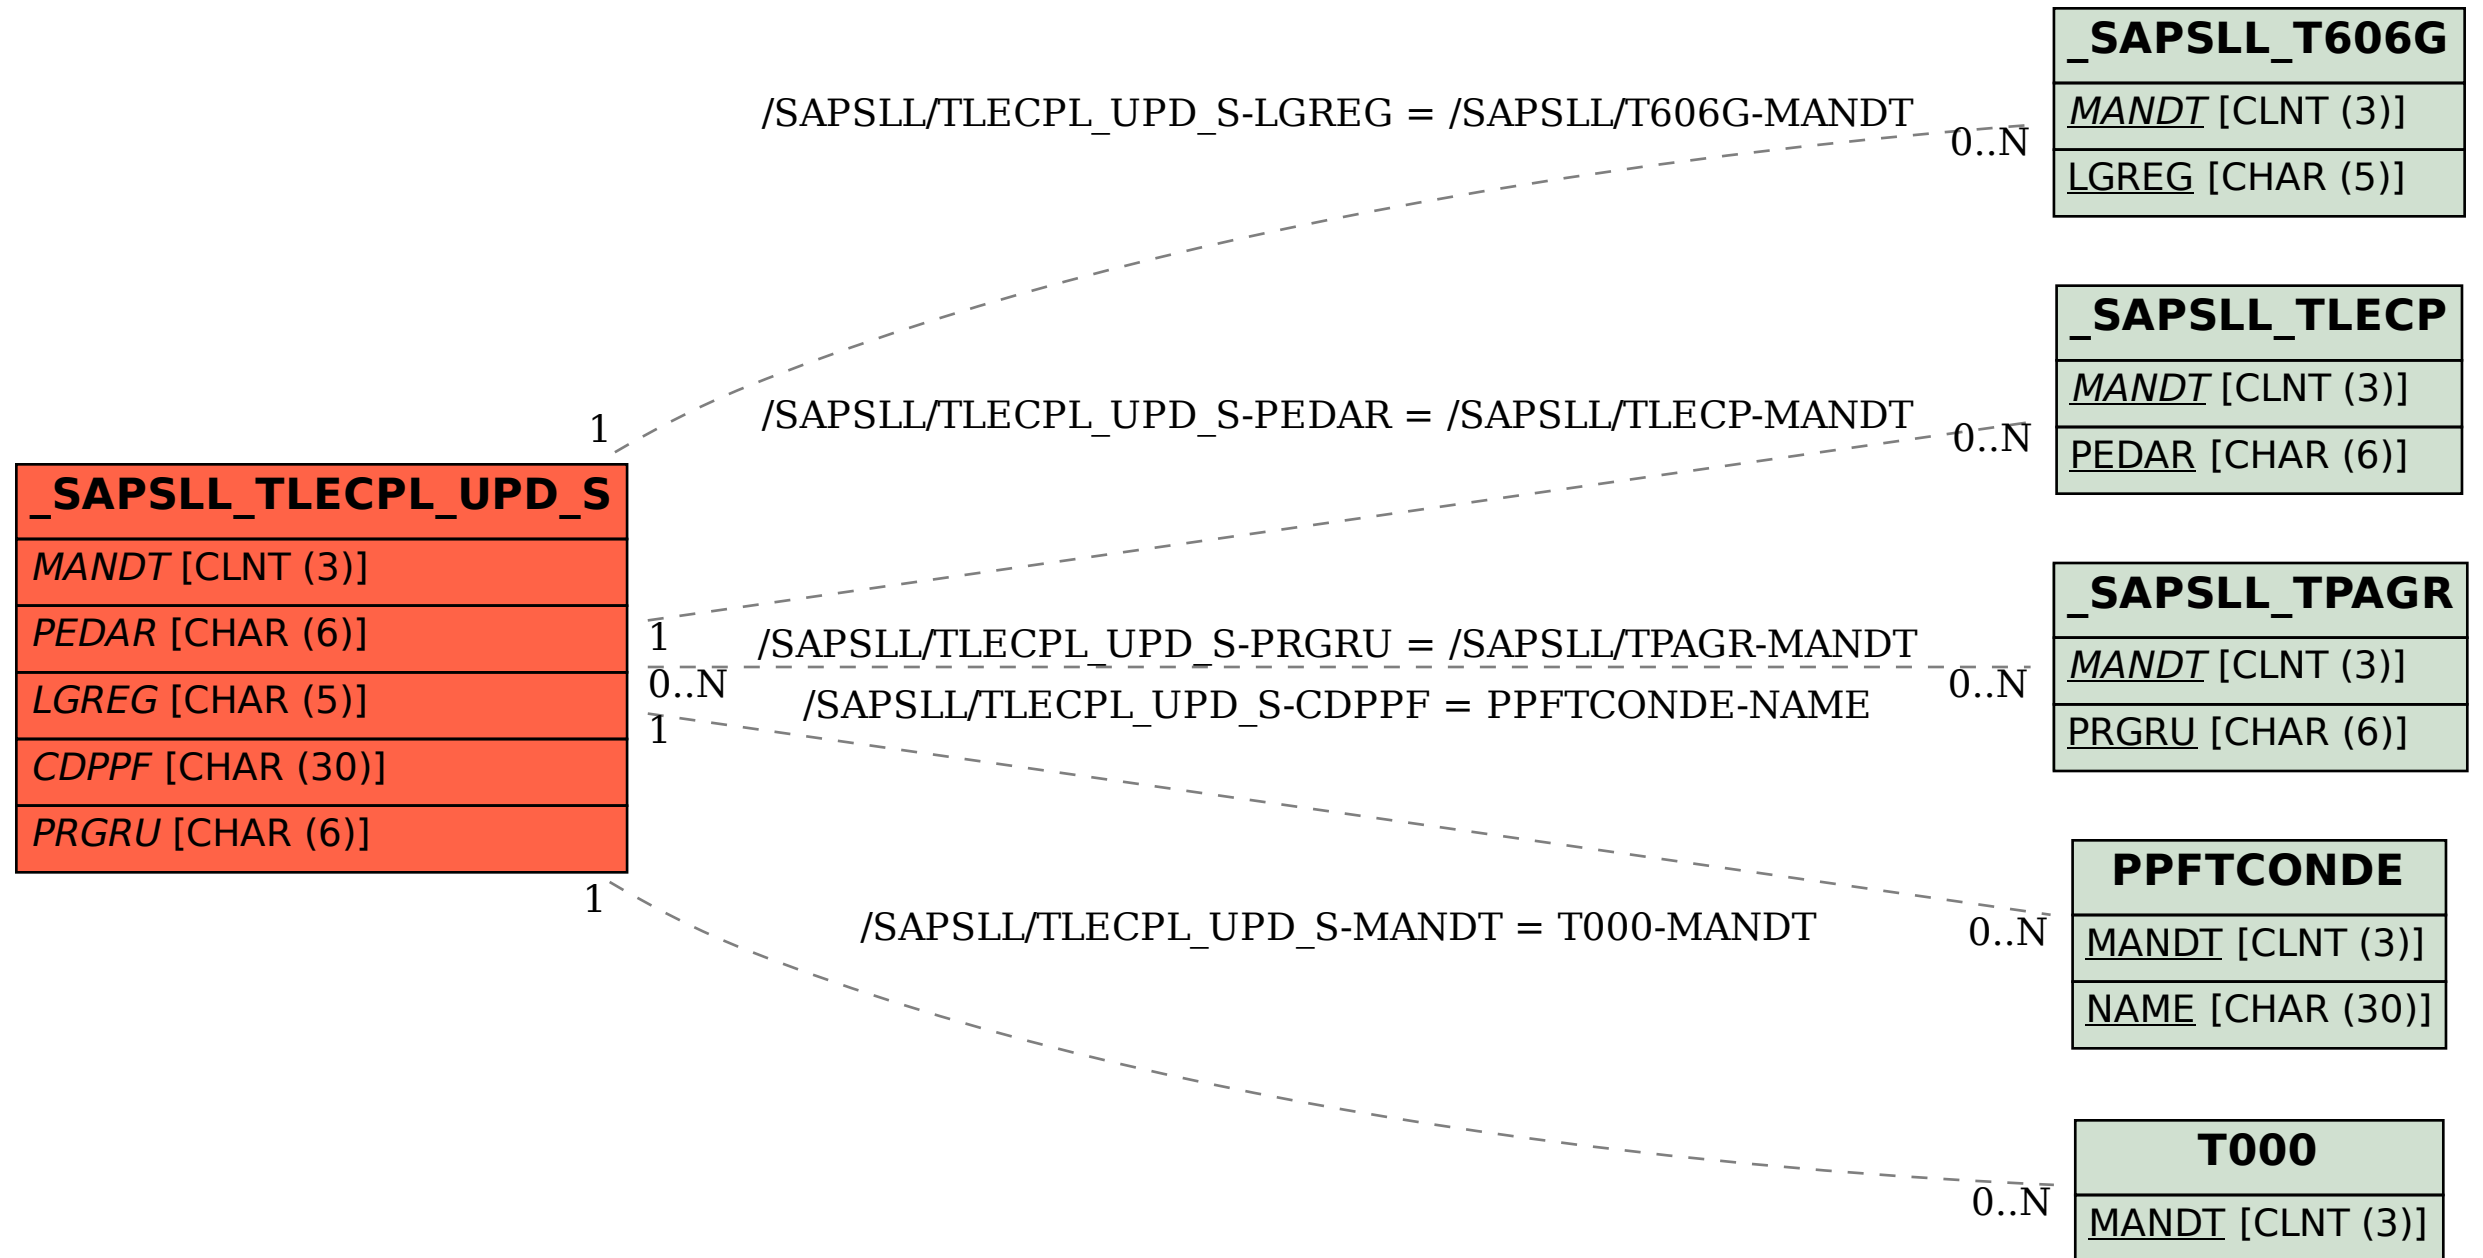 _SAPSLL_T606G
MANDT [CLNT (3)]
LGREG [CHAR (5)]
/SAPSLL/TLECPL_UPD_S-LGREG = /SAPSLL/T606G-MANDT
0..N
1
_SAPSLL_TLECP
MANDT [CLNT (3)]
PEDAR [CHAR (6)]
/SAPSLL/TLECPL_UPD_S-PEDAR = /SAPSLL/TLECP-MANDT
0..N
1
_SAPSLL_TLECPL_UPD_S
MANDT [CLNT (3)]
PEDAR [CHAR (6)]
LGREG [CHAR (5)]
CDPPF [CHAR (30)]
PRGRU [CHAR (6)]
/SAPSLL/TLECPL_UPD_S-PRGRU = /SAPSLL/TPAGR-MANDT
0..N
0..N
_SAPSLL_TPAGR
MANDT [CLNT (3)]
PRGRU [CHAR (6)]
/SAPSLL/TLECPL_UPD_S-CDPPF = PPFTCONDE-NAME
1
0..N
PPFTCONDE
MANDT [CLNT (3)]
NAME [CHAR (30)]
1
/SAPSLL/TLECPL_UPD_S-MANDT = T000-MANDT
0..N
T000
MANDT [CLNT (3)]